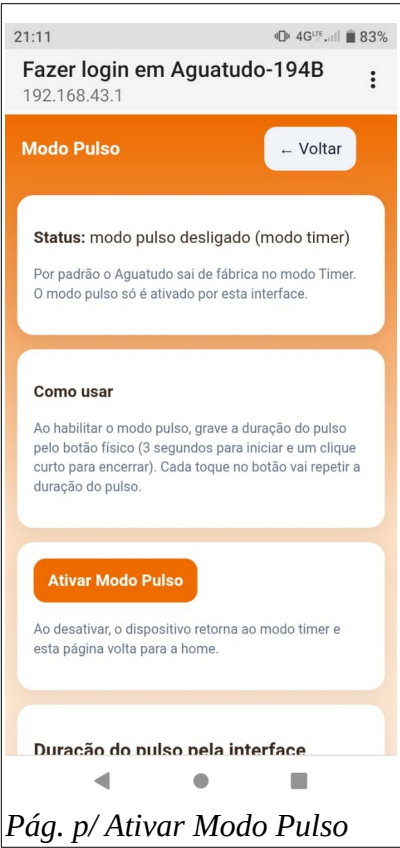 21:11 4G LTE 83%
Fazer login em Aguatudo-194B
192.168.43.1
Modo Pulso ← Voltar
Status: modo pulso desligado (modo timer)
Por padrão o Aguatudo sai de fábrica no modo Timer.
O modo pulso só é ativado por esta interface.
Como usar
Ao habilitar o modo pulso, grave a duração do pulso
pelo botão físico (3 segundos para iniciar e um clique
curto para encerrar). Cada toque no botão vai repetir a
duração do pulso.
Ativar Modo Pulso
Ao desativar, o dispositivo retorna ao modo timer e
esta página volta para a home.
Duração do pulso pela interface
Pág. p/ Ativar Modo Pulso